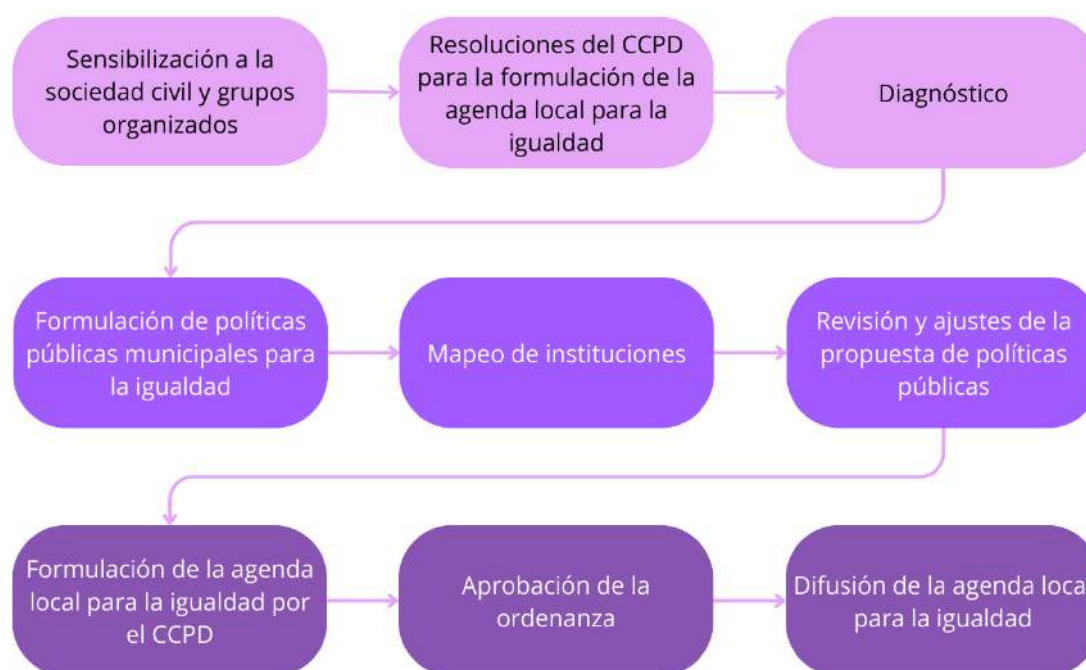 Sensibilización a la
sociedad civil y grupos
organizados
Resoluciones del CCPD
para la formulación de la
agenda local para la
igualdad
Diagnóstico
Formulación de políticas
públicas municipales para
la igualdad
Mapeo de instituciones
Revisión y ajustes de la
propuesta de políticas
públicas
Formulación de la agenda
local para la igualdad por
el CCPD
Aprobación de la
ordenanza
Difusión de la agenda local
para la igualdad